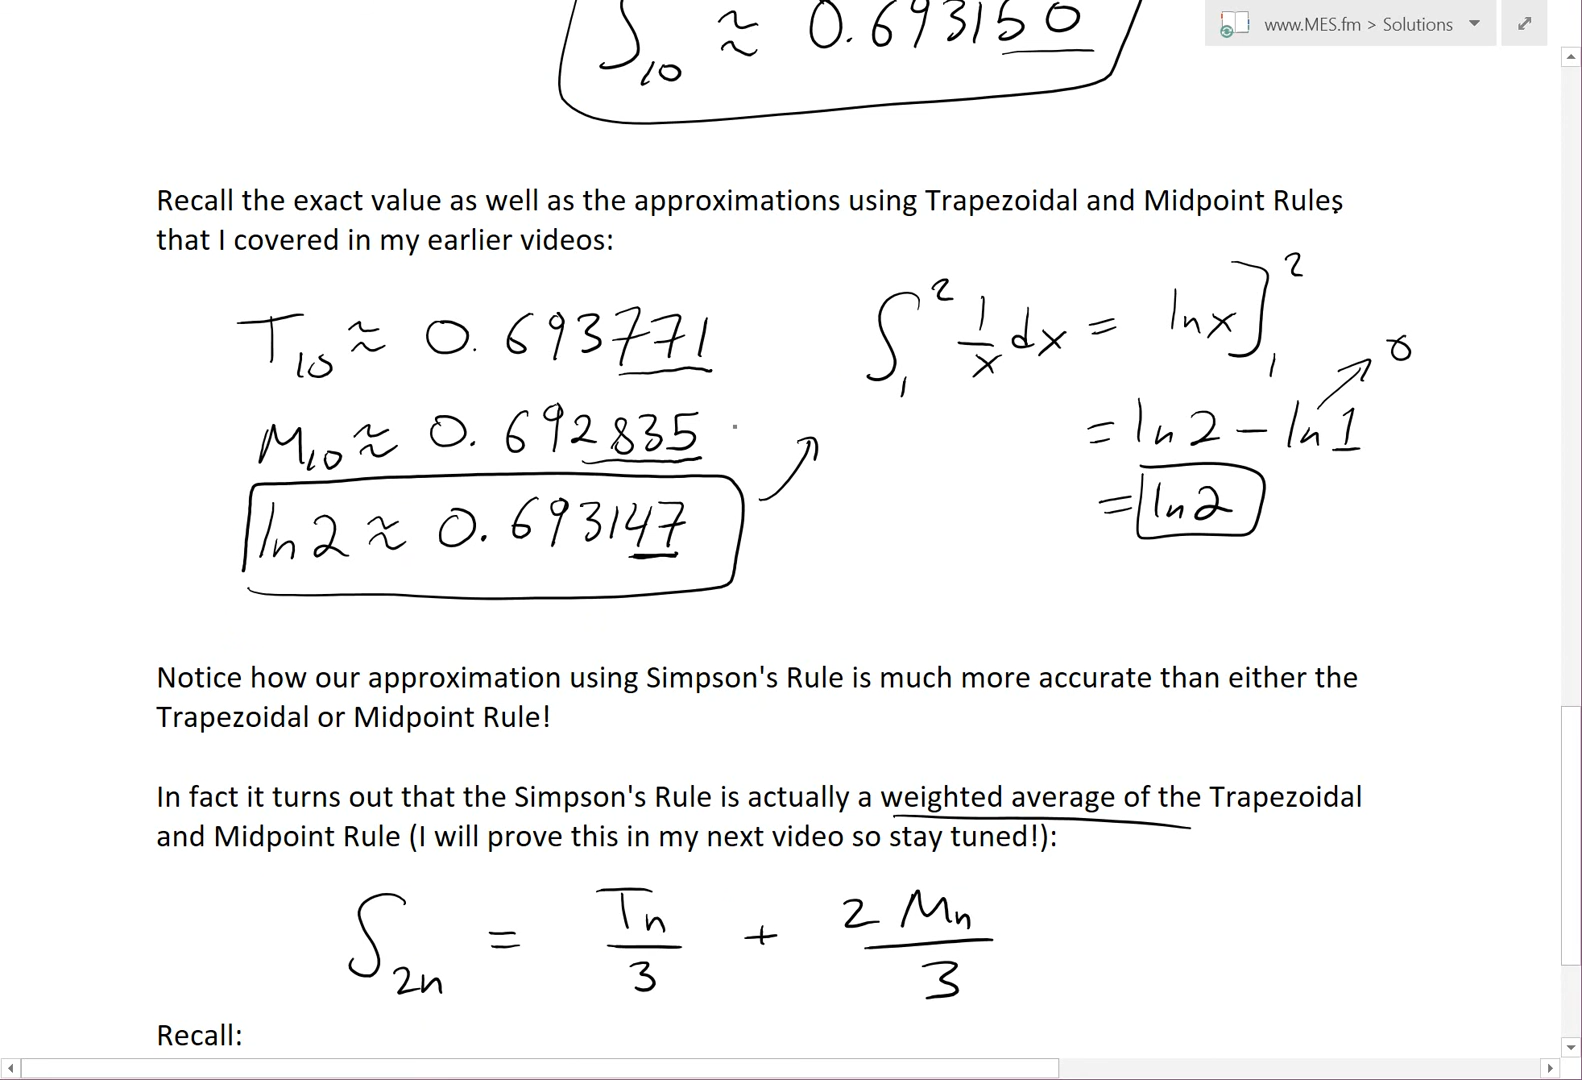 S₁₀ ≈ 0.693150
www.MES.fm > Solutions
Recall the exact value as well as the approximations using Trapezoidal and Midpoint Rules
that I covered in my earlier videos:
T₁₀ ≈ 0.693771
M₁₀ ≈ 0.692835
ln2 ≈ 0.693147
∫₁² 1/x dx = lnx]₁²
= ln2 - ln1 → 0
= ln2
Notice how our approximation using Simpson's Rule is much more accurate than either the
Trapezoidal or Midpoint Rule!
In fact it turns out that the Simpson's Rule is actually a weighted average of the Trapezoidal
and Midpoint Rule (I will prove this in my next video so stay tuned!):
S₂ₙ = Tₙ/3 + 2Mₙ/3
Recall: